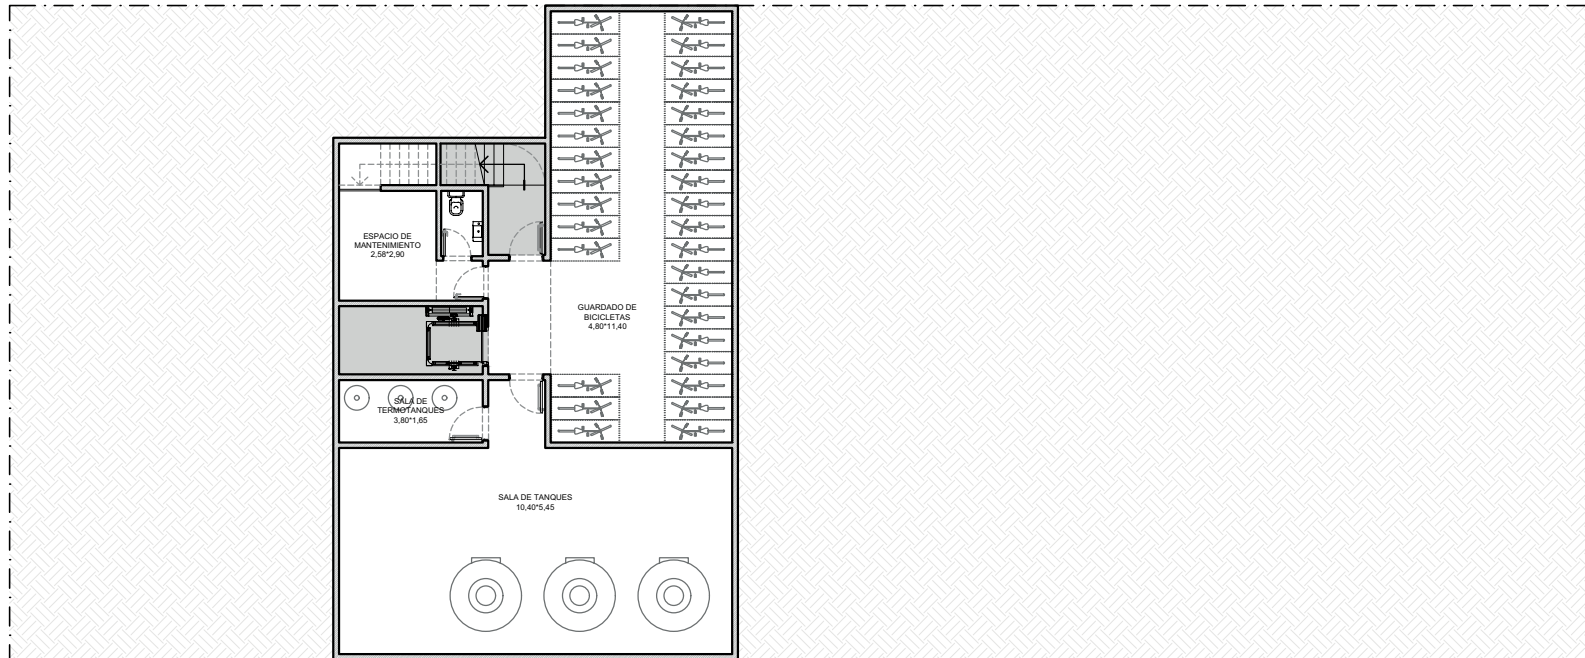 ESPACIO DE
MANTENIMIENTO
2,58*2,90
GUARDADO DE
BICICLETAS
4,80*11,40
SALA DE
TERMOTANQUES
3,80*1,65
SALA DE TANQUES
10,40*5,45